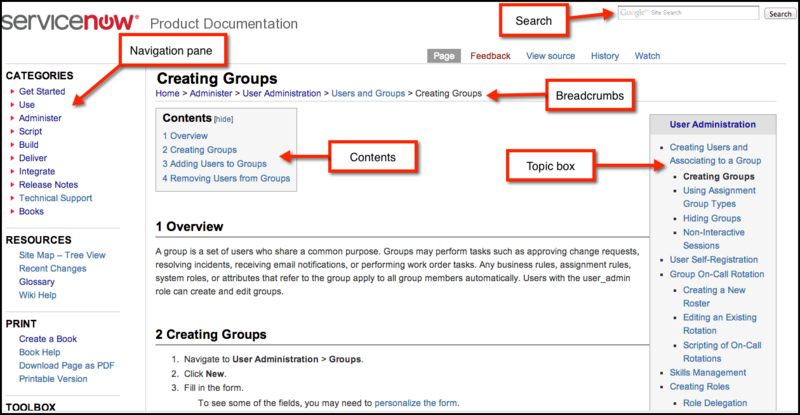 servicenow Product Documentation
Search
Google™ Site Search
Search
Navigation pane
Page Feedback View source History Watch
CATEGORIES
Get Started
Use
Administer
Script
Build
Deliver
Integrate
Release Notes
Technical Support
Books
RESOURCES
Site Map – Tree View
Recent Changes
Glossary
Wiki Help
PRINT
Create a Book
Book Help
Download Page as PDF
Printable Version
TOOLBOX
Creating Groups
Home > Administer > User Administration > Users and Groups > Creating Groups
Breadcrumbs
Contents [hide]
1 Overview
2 Creating Groups
3 Adding Users to Groups
4 Removing Users from Groups
Contents
1 Overview
A group is a set of users who share a common purpose. Groups may perform tasks such as approving change requests,
resolving incidents, receiving email notifications, or performing work order tasks. Any business rules, assignment rules,
system roles, or attributes that refer to the group apply to all group members automatically. Users with the user_admin
role can create and edit groups.
2 Creating Groups
1. Navigate to User Administration > Groups.
2. Click New.
3. Fill in the form.
To see some of the fields, you may need to personalize the form.
Topic box
User Administration
Creating Users and
Associating to a Group
Creating Groups
Using Assignment
Group Types
Hiding Groups
Non-Interactive
Sessions
User Self-Registration
Group On-Call Rotation
Creating a New
Roster
Editing an Existing
Rotation
Scripting of On-Call
Rotations
Skills Management
Creating Roles
Role Delegation